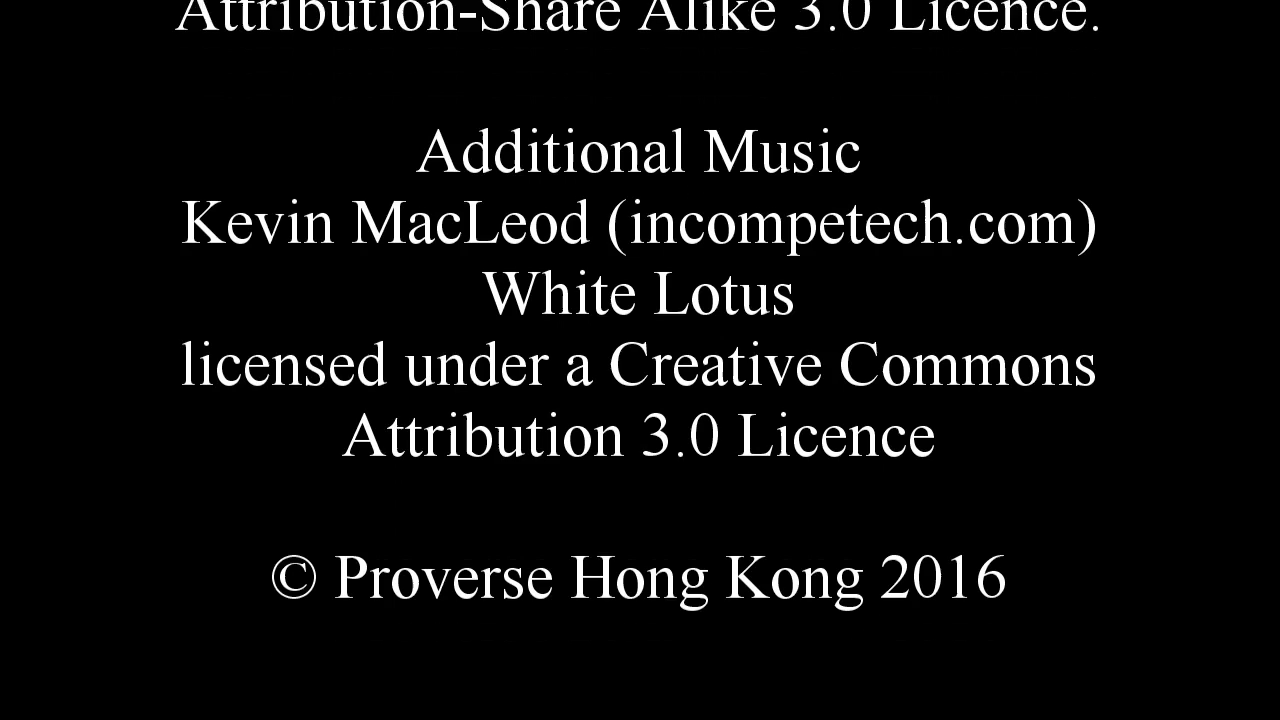 Attribution-Share Alike 3.0 Licence.
Additional Music
Kevin MacLeod (incompetech.com)
White Lotus
licensed under a Creative Commons
Attribution 3.0 Licence
© Proverse Hong Kong 2016